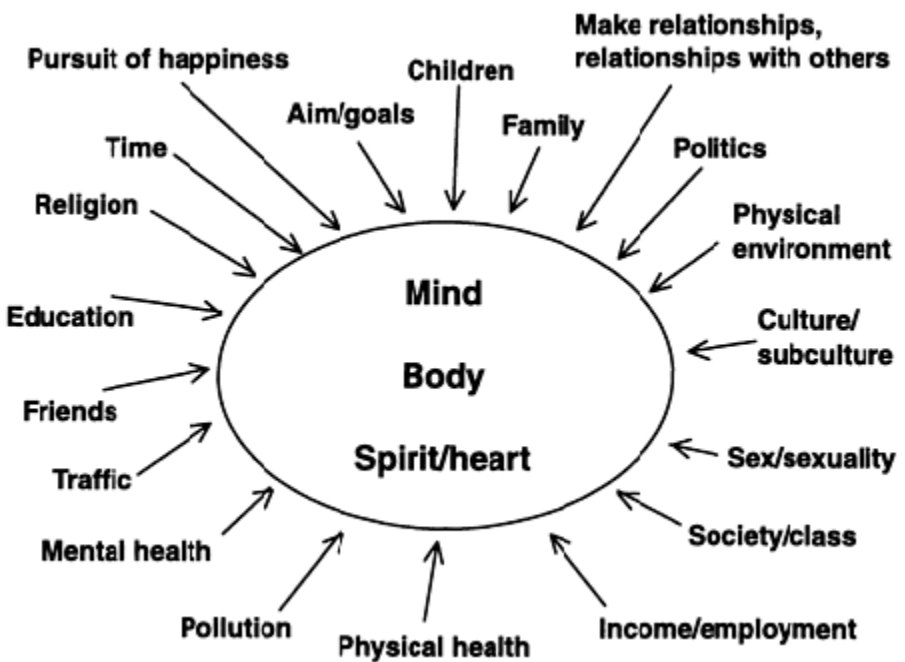 Make relationships,
relationships with others
Pursuit of happiness
Children
Aim/goals
Family
Time
Politics
Religion
Physical
environment
Mind
Education
Culture/
subculture
Body
Friends
Spirit/heart
Sex/sexuality
Traffic
Society/class
Mental health
Pollution
Physical health
Income/employment